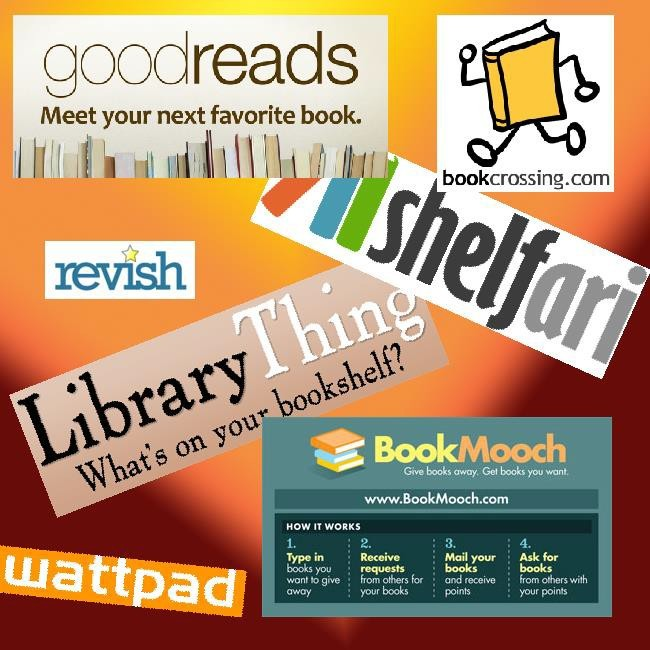 goodreads
Meet your next favorite book.
bookcrossing.com
shelfari
revish
LibraryThing
What's on your bookshelf?
BookMooch
Give books away. Get books you want.
www.BookMooch.com
HOW IT WORKS
1.
Type in
books you
want to give
away
2.
Receive
requests
from others for
your books
3.
Mail your
books
and receive
points
4.
Ask for
books
from others with
your points
wattpad